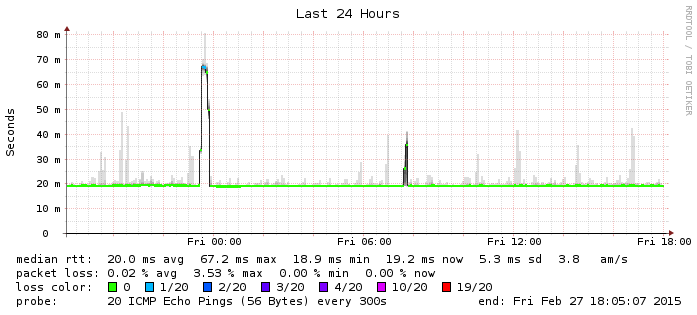 Last 24 Hours
RRDTOOL / TOBI OETIKER
80 m
70 m
60 m
50 m
40 m
30 m
20 m
10 m
0
Seconds
Fri 00:00 Fri 06:00 Fri 12:00 Fri 18:00
median rtt: 20.0 ms avg 67.2 ms max 18.9 ms min 19.2 ms now 5.3 ms sd 3.8 am/s
packet loss: 0.02 % avg 3.53 % max 0.00 % min 0.00 % now
loss color: 0 1/20 2/20 3/20 4/20 10/20 19/20
probe: 20 ICMP Echo Pings (56 Bytes) every 300s end: Fri Feb 27 18:05:07 2015